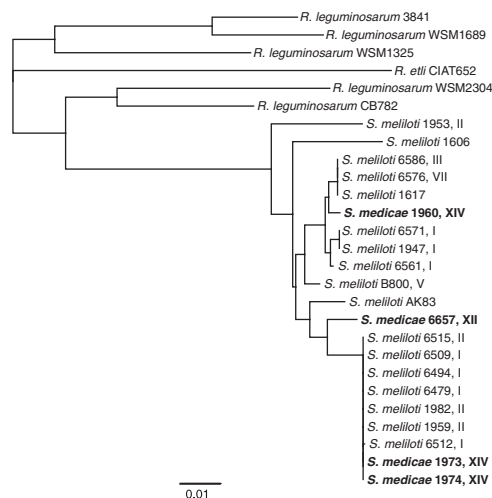 R. leguminosarum 3841
R. leguminosarum WSM1689
R. leguminosarum WSM1325
R. etli CIAT652
R. leguminosarum WSM2304
R. leguminosarum CB782
S. meliloti 1953, II
S. meliloti 1606
S. meliloti 6586, III
S. meliloti 6576, VII
S. meliloti 1617
S. medicae 1960, XIV
S. meliloti 6571, I
S. meliloti 1947, I
S. meliloti 6561, I
S. meliloti B800, V
S. meliloti AK83
S. medicae 6657, XII
S. meliloti 6515, II
S. meliloti 6509, I
S. meliloti 6494, I
S. meliloti 6479, I
S. meliloti 1982, II
S. meliloti 1959, II
S. meliloti 6512, I
S. medicae 1973, XIV
S. medicae 1974, XIV
0.01